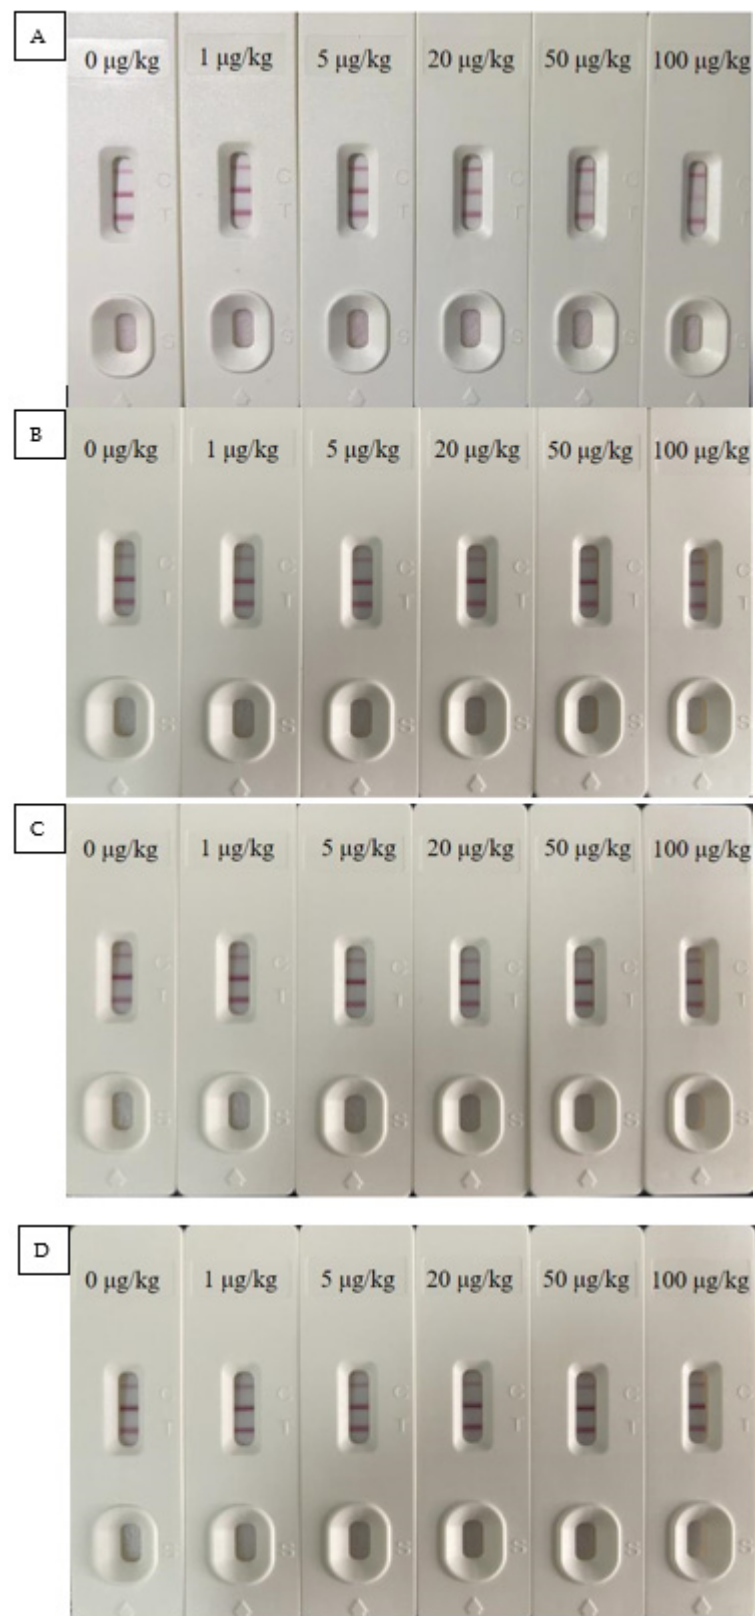 A
0 μg/kg 1 μg/kg 5 μg/kg 20 μg/kg 50 μg/kg 100 μg/kg
C C C C C
T T T T T
S S S S S
B
0 μg/kg 1 μg/kg 5 μg/kg 20 μg/kg 50 μg/kg 100 μg/kg
C C C C C C
T T T T T T
S S S S S S
C
0 μg/kg 1 μg/kg 5 μg/kg 20 μg/kg 50 μg/kg 100 μg/kg
C C C C C C
T T T T T T
S S S S S S
D
0 μg/kg 1 μg/kg 5 μg/kg 20 μg/kg 50 μg/kg 100 μg/kg
C C C C C C
T T T T T T
S S S S S S